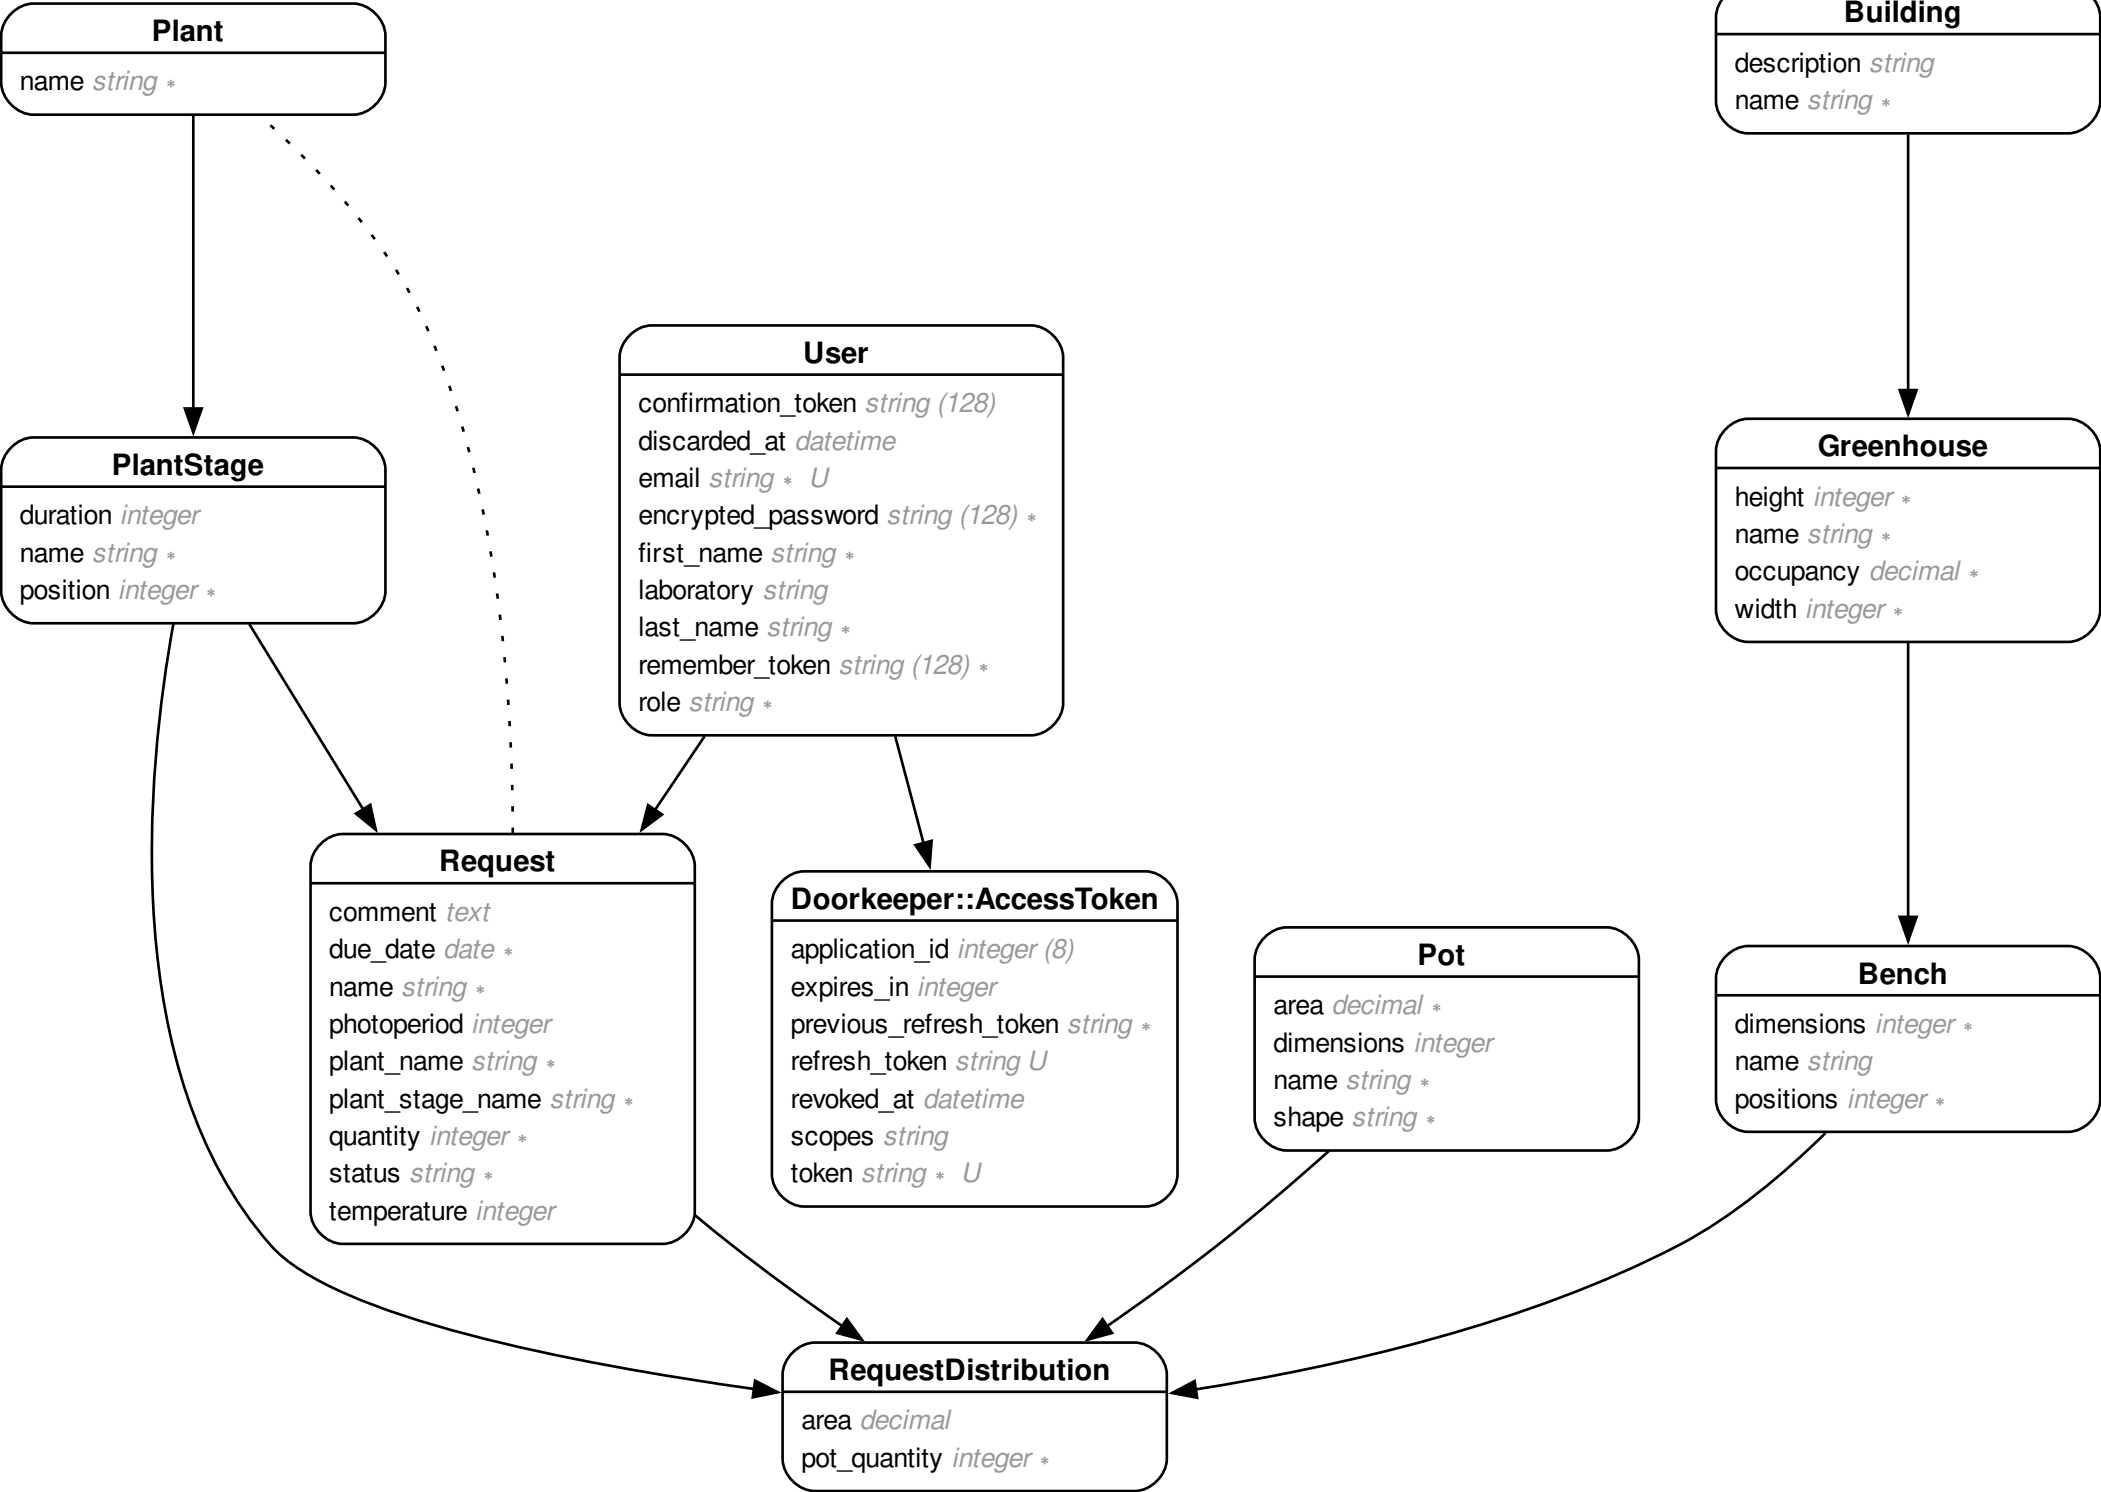 Plant
name string *
Building
description string
name string *
User
confirmation_token string (128)
discarded_at datetime
email string * U
encrypted_password string (128) *
first_name string *
laboratory string
last_name string *
remember_token string (128) *
role string *
PlantStage
duration integer
name string *
position integer *
Greenhouse
height integer *
name string *
occupancy decimal *
width integer *
Request
comment text
due_date date *
name string *
photoperiod integer
plant_name string *
plant_stage_name string *
quantity integer *
status string *
temperature integer
Doorkeeper::AccessToken
application_id integer (8)
expires_in integer
previous_refresh_token string *
refresh_token string U
revoked_at datetime
scopes string
token string * U
Pot
area decimal *
dimensions integer
name string *
shape string *
Bench
dimensions integer *
name string
positions integer *
RequestDistribution
area decimal
pot_quantity integer *